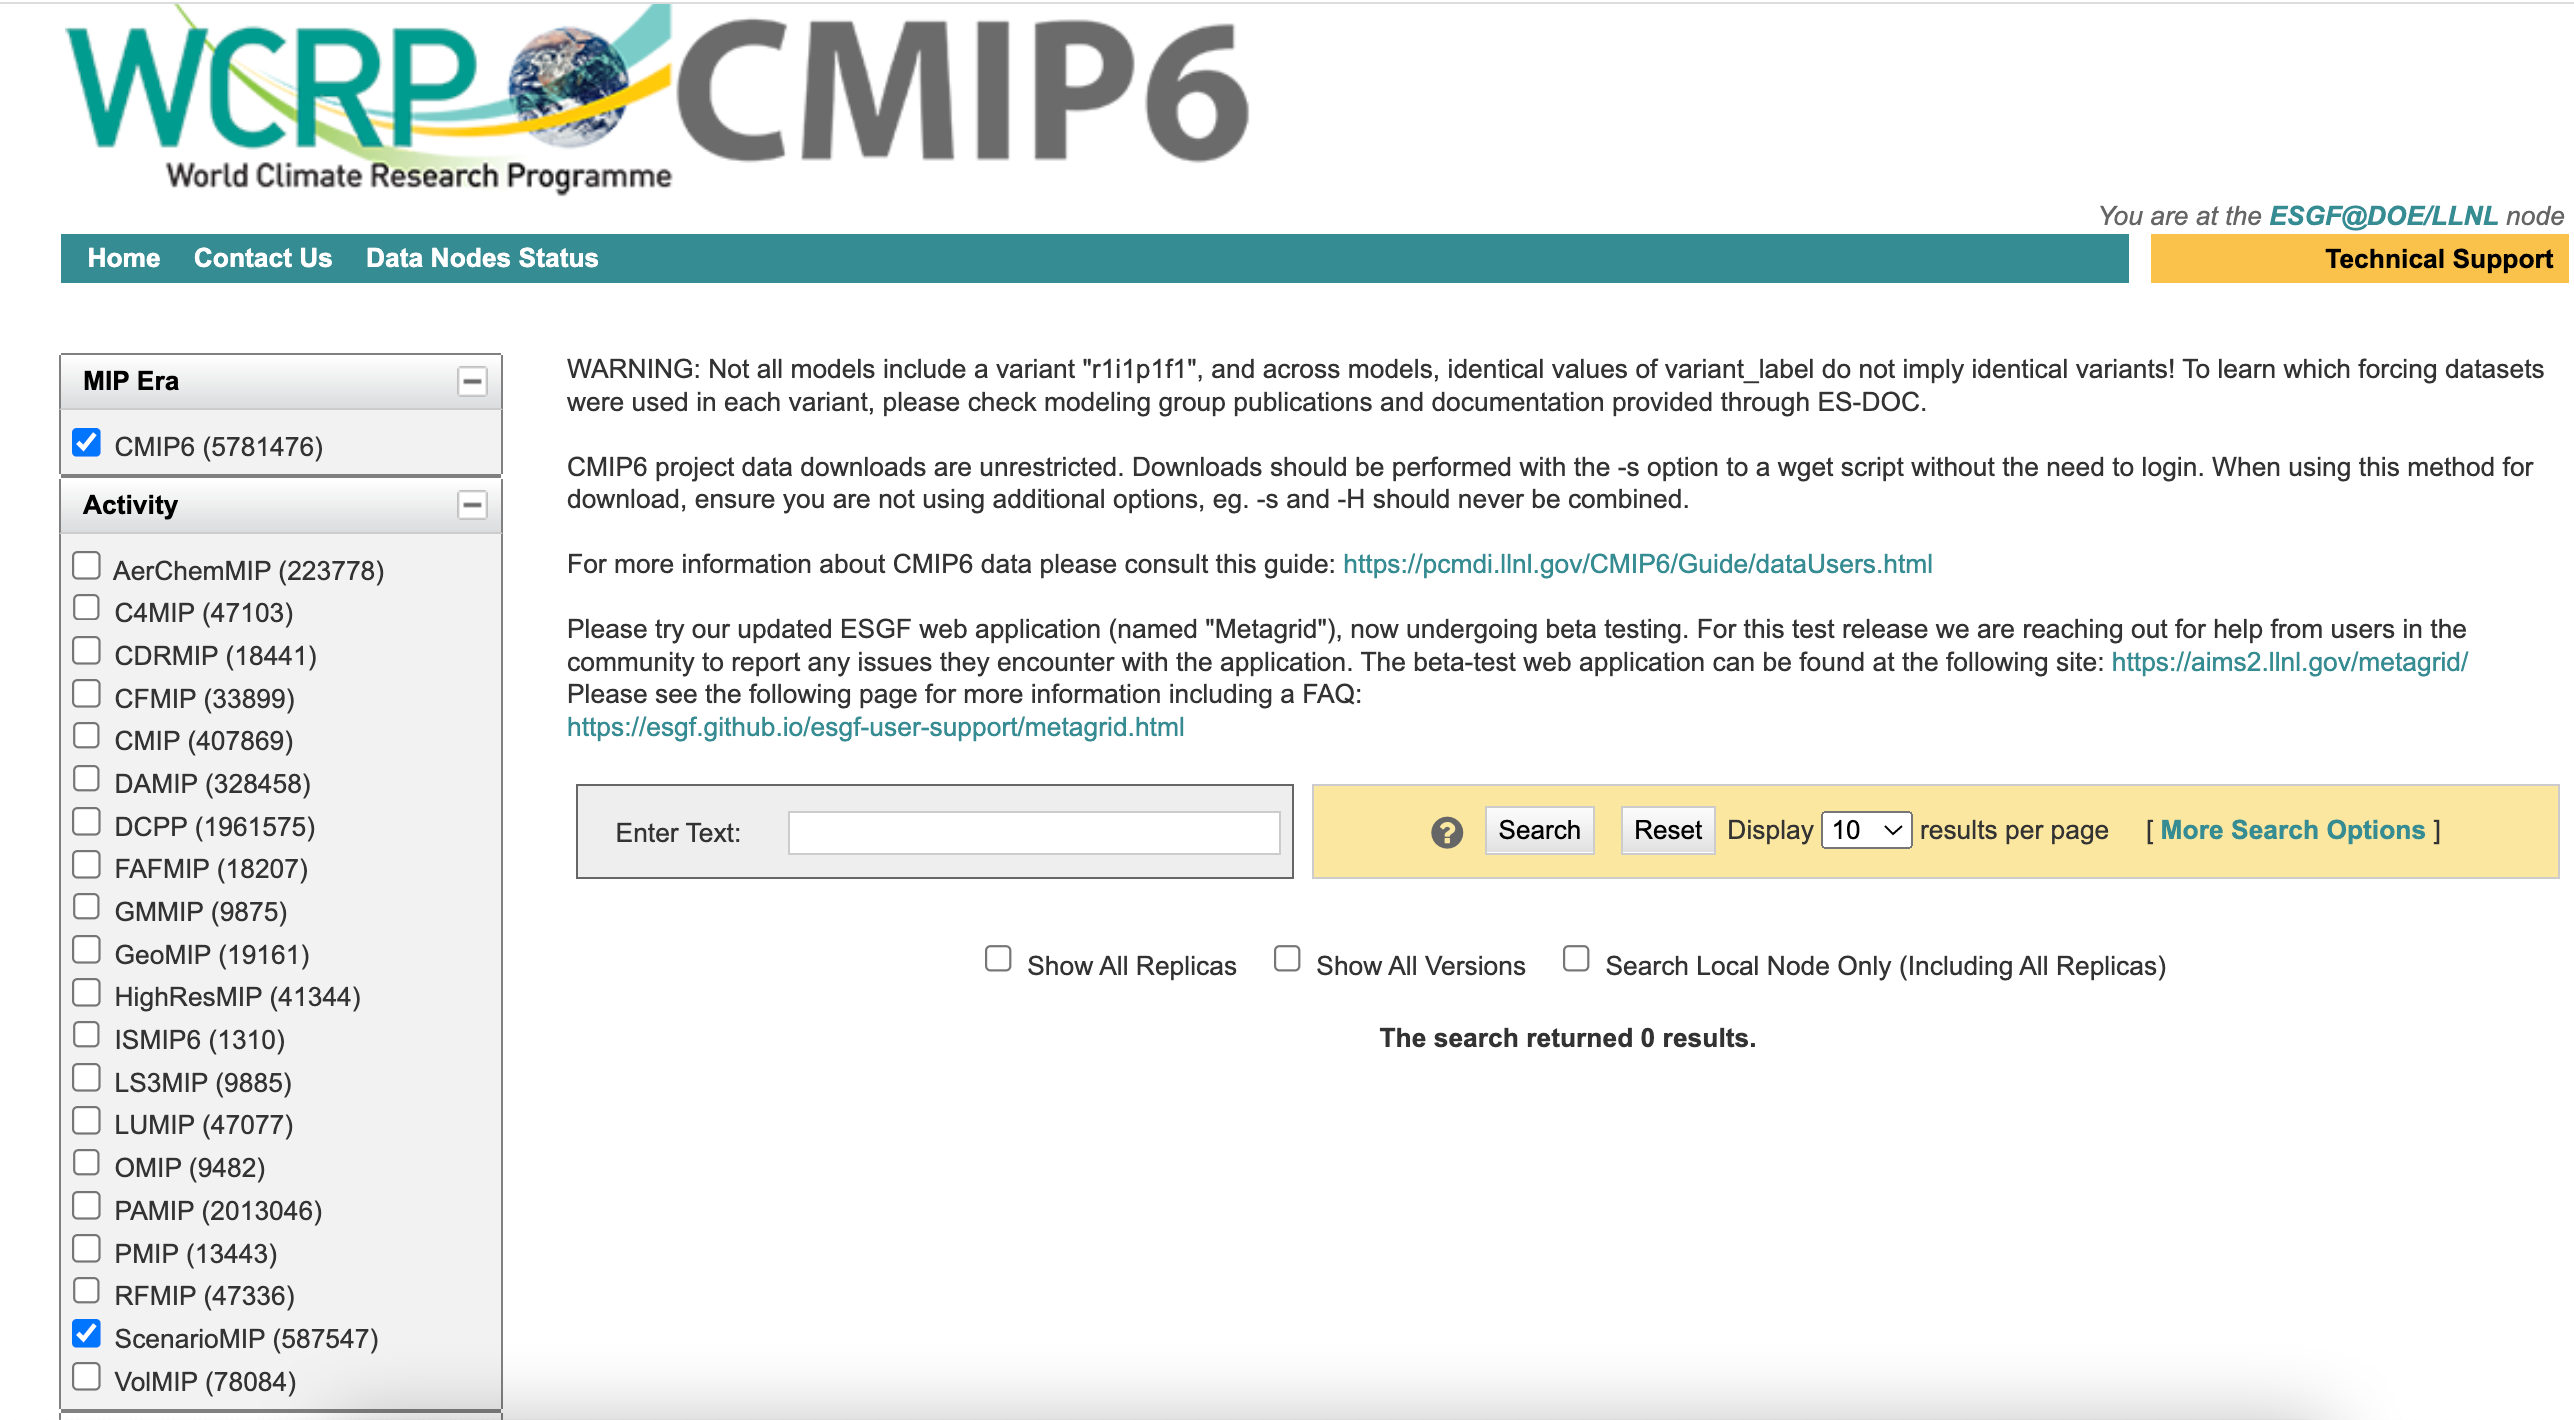 WCRP CMIP6
World Climate Research Programme
You are at the ESGF@DOE/LLNL node
Home Contact Us Data Nodes Status Technical Support
MIP Era
CMIP6 (5781476)
Activity
AerChemMIP (223778)
C4MIP (47103)
CDRMIP (18441)
CFMIP (33899)
CMIP (407869)
DAMIP (328458)
DCPP (1961575)
FAFMIP (18207)
GMMIP (9875)
GeoMIP (19161)
HighResMIP (41344)
ISMIP6 (1310)
LS3MIP (9885)
LUMIP (47077)
OMIP (9482)
PAMIP (2013046)
PMIP (13443)
RFMIP (47336)
ScenarioMIP (587547)
VolMIP (78084)
WARNING: Not all models include a variant "r1i1p1f1", and across models, identical values of variant_label do not imply identical variants! To learn which forcing datasets
were used in each variant, please check modeling group publications and documentation provided through ES-DOC.
CMIP6 project data downloads are unrestricted. Downloads should be performed with the -s option to a wget script without the need to login. When using this method for
download, ensure you are not using additional options, eg. -s and -H should never be combined.
For more information about CMIP6 data please consult this guide: https://pcmdi.llnl.gov/CMIP6/Guide/dataUsers.html
Please try our updated ESGF web application (named "Metagrid"), now undergoing beta testing. For this test release we are reaching out for help from users in the
community to report any issues they encounter with the application. The beta-test web application can be found at the following site: https://aims2.llnl.gov/metagrid/
Please see the following page for more information including a FAQ:
https://esgf.github.io/esgf-user-support/metagrid.html
Enter Text: ? Search Reset Display 10 results per page [ More Search Options ]
Show All Replicas Show All Versions Search Local Node Only (Including All Replicas)
The search returned 0 results.